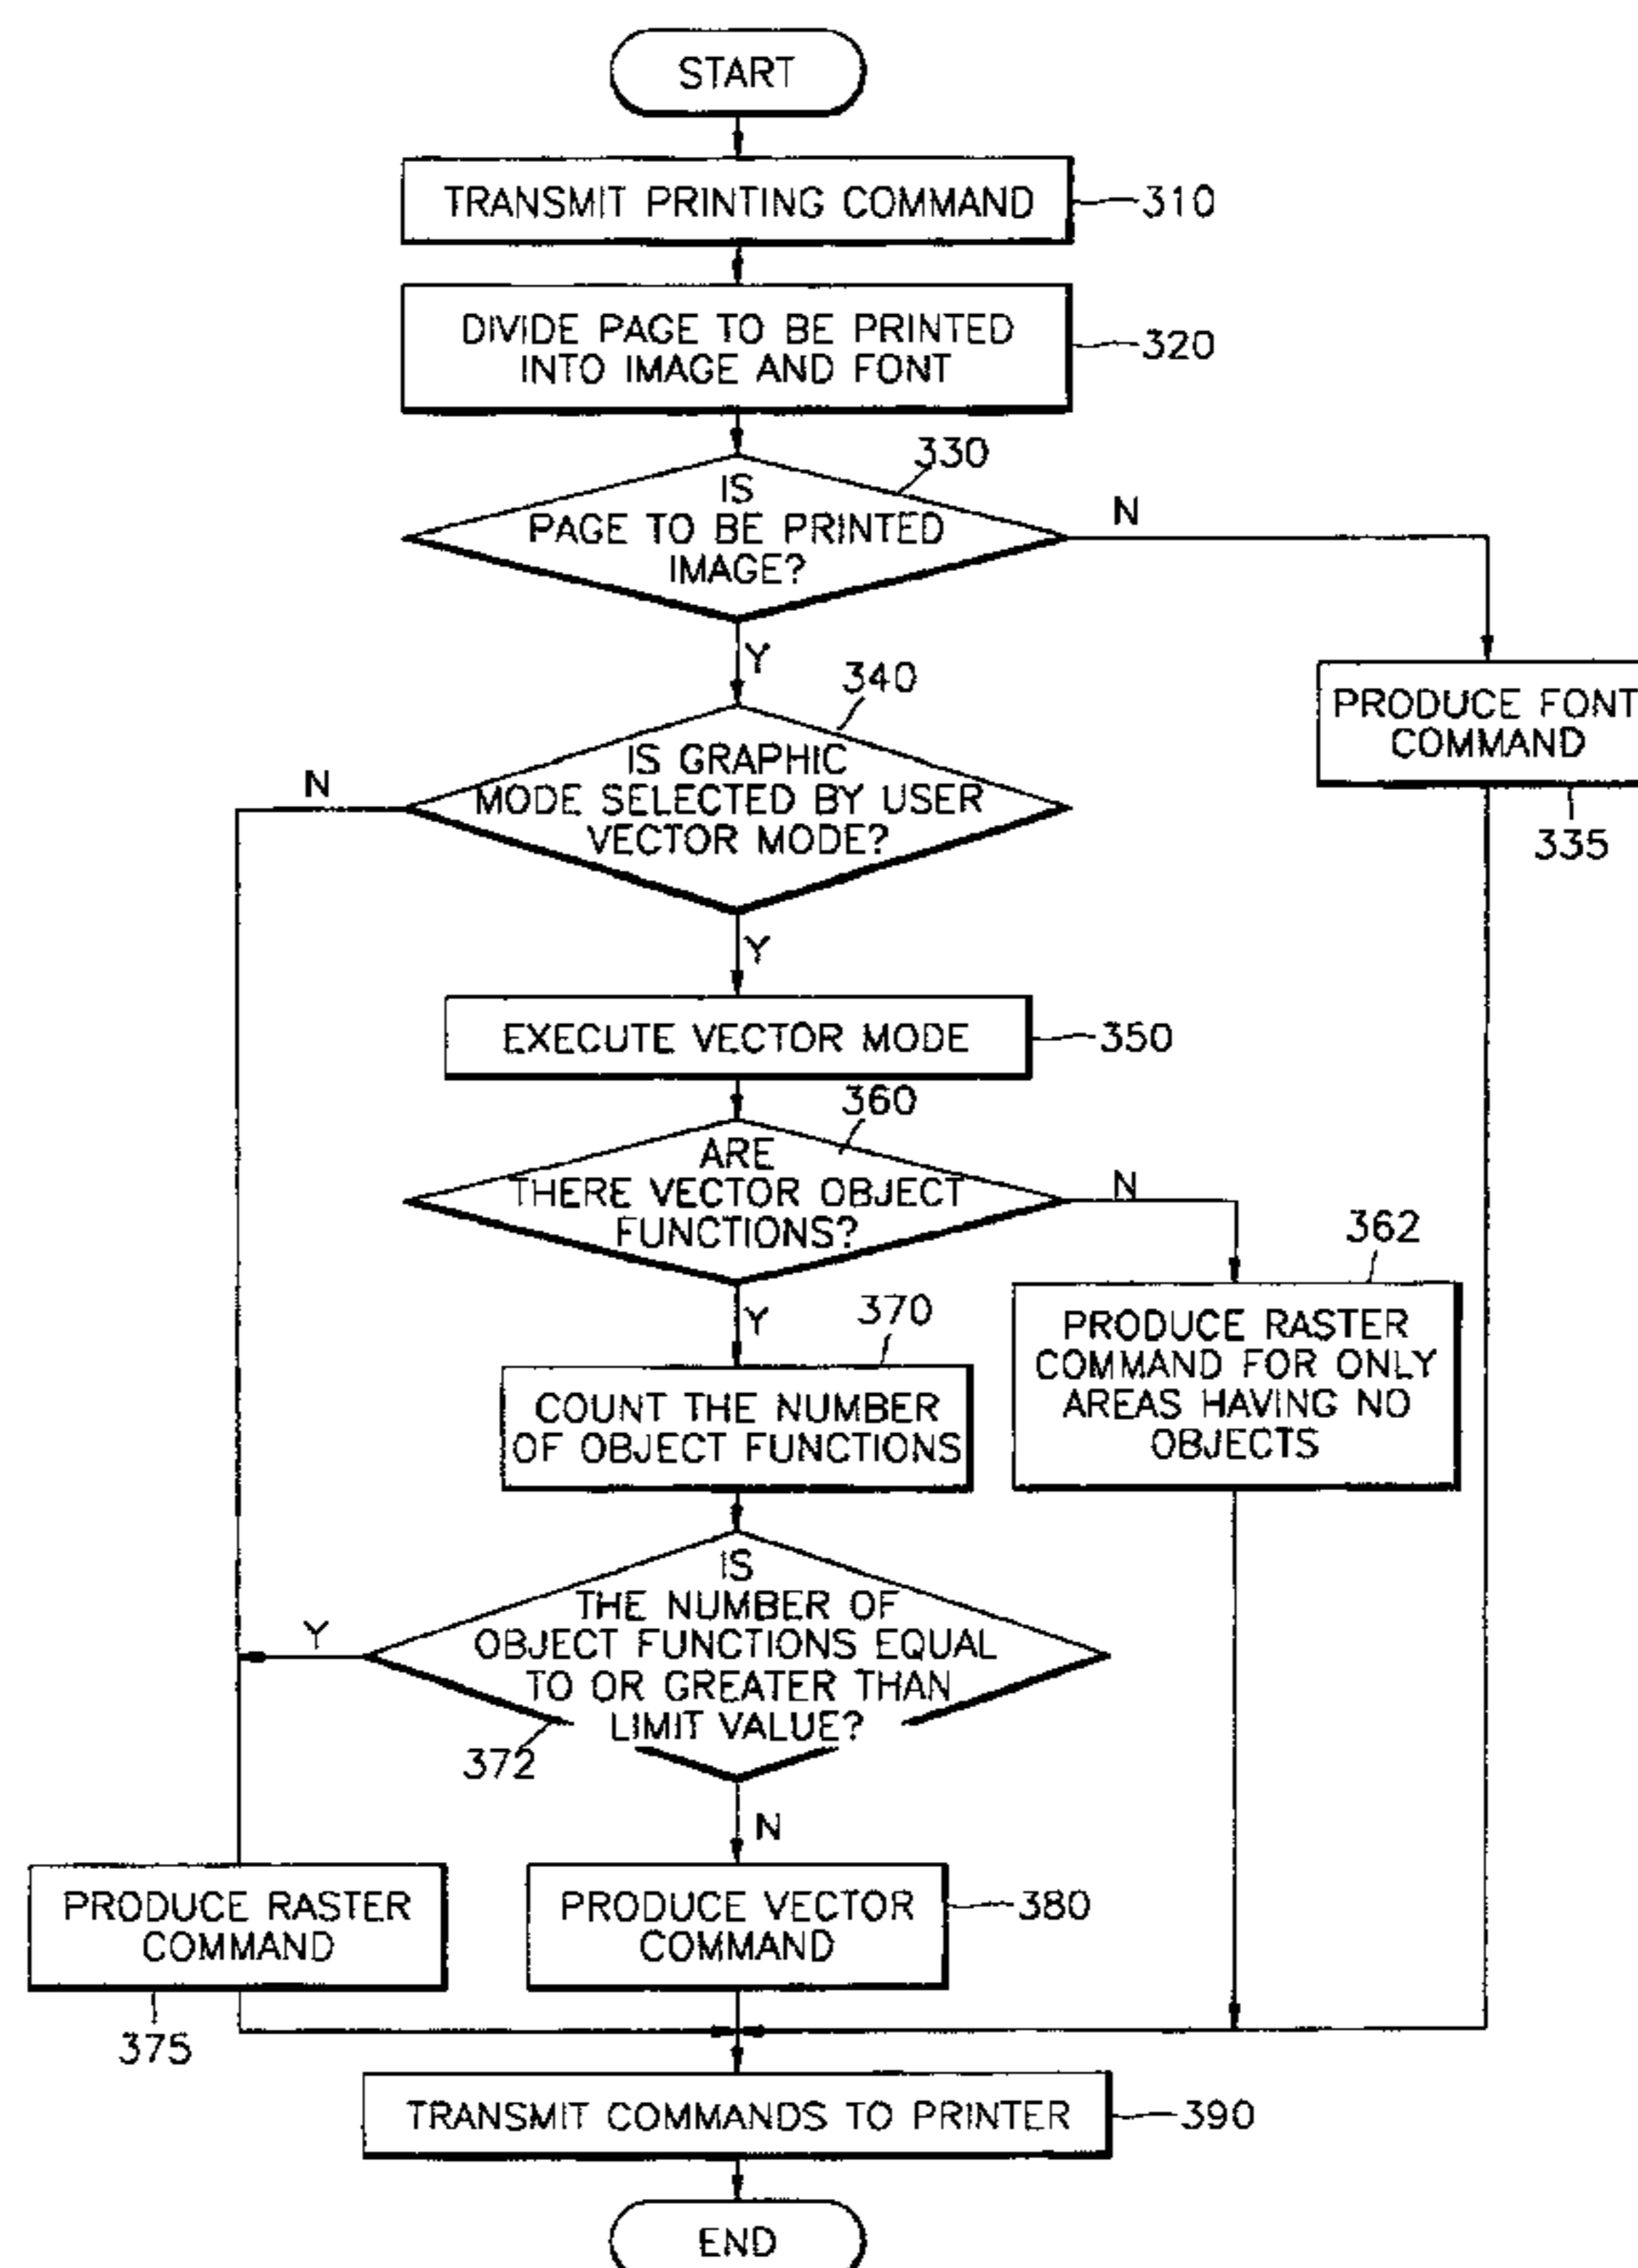 START
TRANSMIT PRINTING COMMAND
310
DIVIDE PAGE TO BE PRINTED
INTO IMAGE AND FONT
320
330
IS
PAGE TO BE PRINTED
IMAGE?
N
Y
340
IS GRAPHIC
MODE SELECTED BY USER
VECTOR MODE?
N
PRODUCE FONT
COMMAND
335
Y
EXECUTE VECTOR MODE
350
360
ARE
THERE VECTOR OBJECT
FUNCTIONS?
N
362
PRODUCE RASTER
COMMAND FOR ONLY
AREAS HAVING NO
OBJECTS
Y
370
COUNT THE NUMBER
OF OBJECT FUNCTIONS
IS
THE NUMBER OF
OBJECT FUNCTIONS EQUAL
TO OR GREATER THAN
LIMIT VALUE?
Y
372
N
PRODUCE RASTER
COMMAND
375
PRODUCE VECTOR
COMMAND
380
TRANSMIT COMMANDS TO PRINTER
390
END